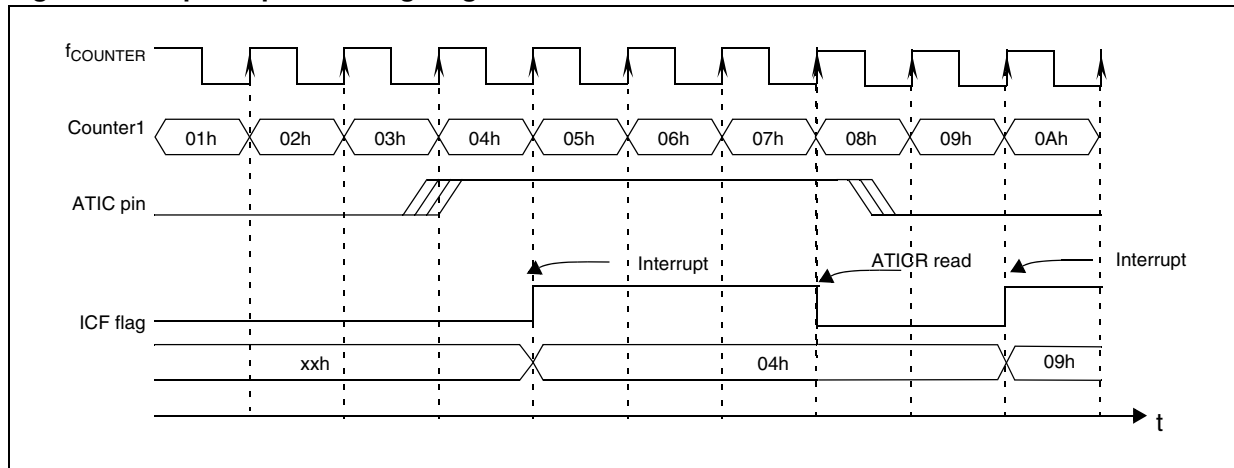 fCOUNTER
Counter1
01h 02h 03h 04h 05h 06h 07h 08h 09h 0Ah
ATIC pin
Interrupt ATICR read Interrupt
ICF flag
xxh 04h 09h
t